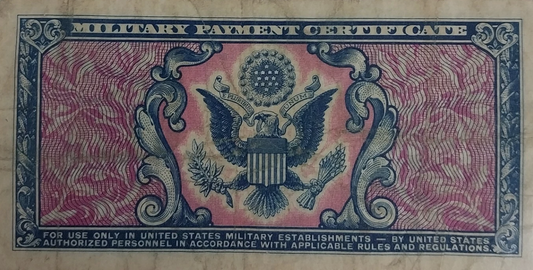 MILITARY PAYMENT CERTIFICATE
FOR USE ONLY IN UNITED STATES MILITARY ESTABLISHMENTS — BY UNITED STATES
AUTHORIZED PERSONNEL IN ACCORDANCE WITH APPLICABLE RULES AND REGULATIONS.